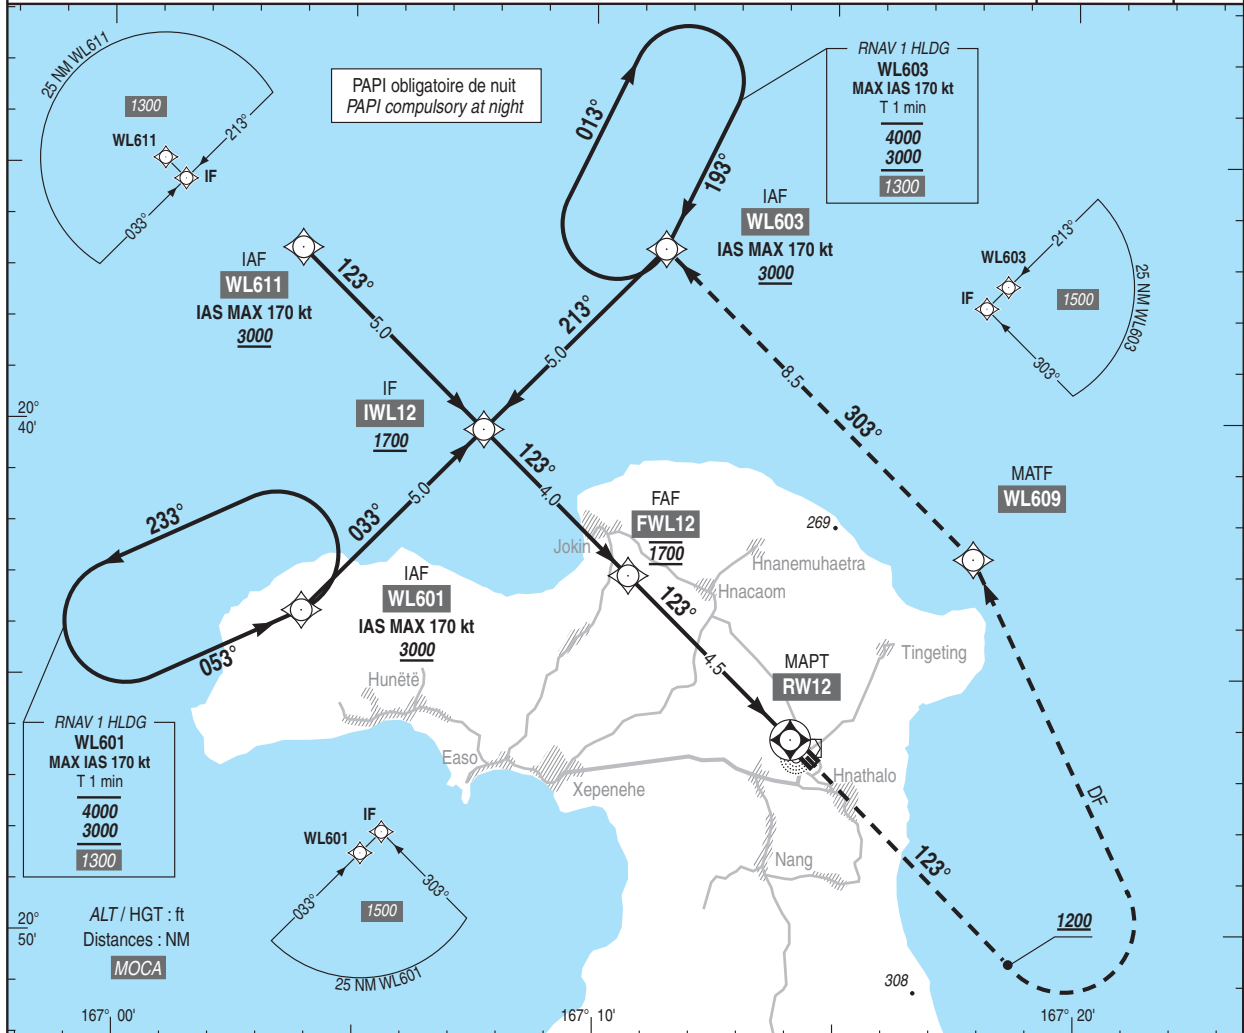 25 NM WL611
1300
WL611
IF
213°
033°
PAPI obligatoire de nuit
PAPI compulsory at night
013°
193°
RNAV 1 HLDG
WL603
MAX IAS 170 kt
T 1 min
4000
3000
1300
IAF
WL603
IAS MAX 170 kt
3000
213°
WL603
IF
1500
303°
25 NM WL603
IAF
WL611
IAS MAX 170 kt
3000
123°
5.0
213°
5.0
8.5
303°
20°
40'
IF
IWL12
1700
123°
4.0
MATF
WL609
233°
033°
5.0
053°
FAF
FWL12
1700
269
Jokin
Hnanemuhaetra
Hnacaom
IAF
WL601
IAS MAX 170 kt
3000
123°
4.5
Tingeting
MAPT
RW12
Hunëtë
RNAV 1 HLDG
WL601
MAX IAS 170 kt
T 1 min
4000
3000
1300
Easo
Xepenehe
Hnathalo
DF
IF
WL601
033°
303°
1500
25 NM WL601
Nang
123°
1200
ALT / HGT : ft
Distances : NM
MOCA
20°
50'
308
167° 00'
167° 10'
167° 20'